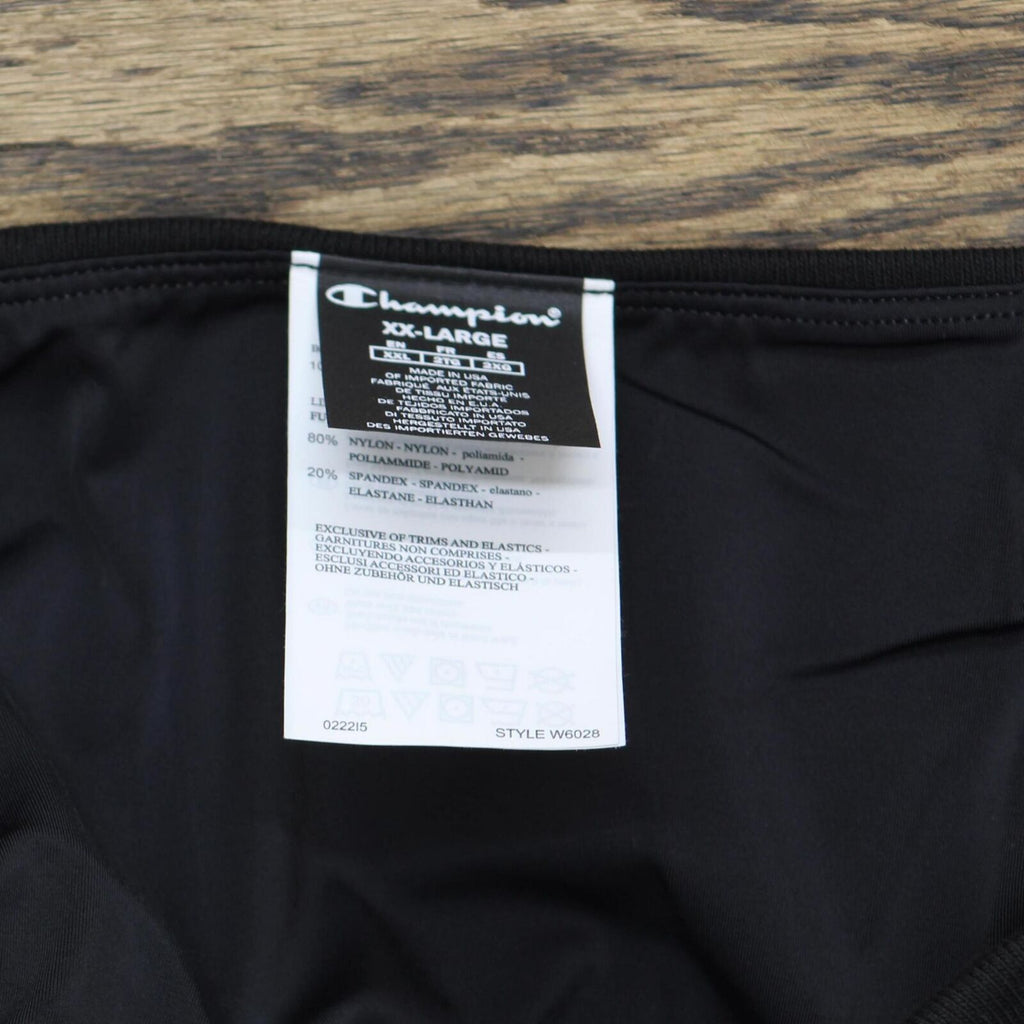 Champion®
XX-LARGE
EN FR ES
XXL 2TG 2XG
MADE IN USA
OF IMPORTED FABRIC
FABRIQUÉ AUX ETATS-UNIS
DE TISSU IMPORTÉ
HECHO EN E.U.A.
DE TEJIDOS IMPORTADOS
FABBRICATO IN USA
DI TESSUTO IMPORTATO
HERGESTELLT IN USA
DES IMPORTIERTEN GEWEBES
80% NYLON - NYLON - poliamida -
POLIAMMIDE - POLYAMID
20% SPANDEX - SPANDEX - elastano -
ELASTANE - ELASTHAN
EXCLUSIVE OF TRIMS AND ELASTICS -
GARNITURES NON COMPRISES -
EXCLUYENDO ACCESORIOS Y ELÁSTICOS -
ESCLUSI ACCESSORI ED ELASTICO -
OHNE ZUBEHÖR UND ELASTISCH
0222I5 STYLE W6028